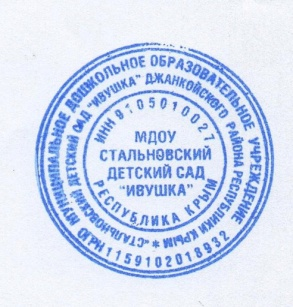 МУНИЦИПАЛЬНОЕ ДОШКОЛЬНОЕ ОБРАЗОВАТЕЛЬНОЕ УЧРЕЖДЕНИЕ
"СТАЛЬНОВСКИЙ ДЕТСКИЙ САД "ИВУШКА" ДЖАНКОЙСКОГО РАЙОНА РЕСПУБЛИКИ КРЫМ *
ОГРН 1159102018932
ИНН 9105010027
МДОУ
СТАЛЬНОВСКИЙ
ДЕТСКИЙ САД
"ИВУШКА"
РЕСПУБЛИКА КРЫМ